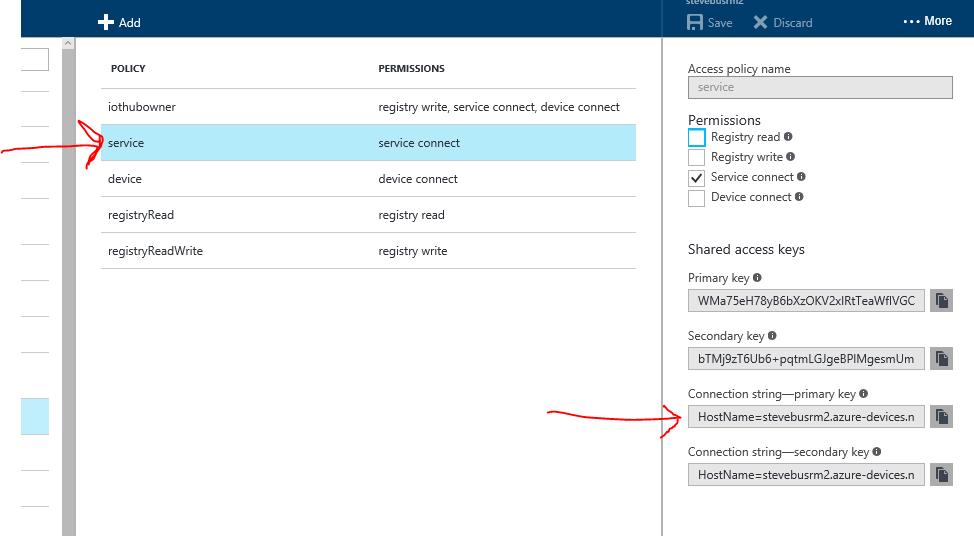 stevebusrm2
Add
Save
Discard
More
POLICY PERMISSIONS
iothubowner registry write, service connect, device connect
service service connect
device device connect
registryRead registry read
registryReadWrite registry write
Access policy name
service
Permissions
Registry read
Registry write
Service connect
Device connect
Shared access keys
Primary key
WMa75eH78yB6bXzOKV2xIRtTeaWfIVGC
Secondary key
bTMj9zT6Ub6+pqtmLGJgeBPIMgesmUm
Connection string—primary key
HostName=stevebusrm2.azure-devices.n
Connection string—secondary key
HostName=stevebusrm2.azure-devices.n